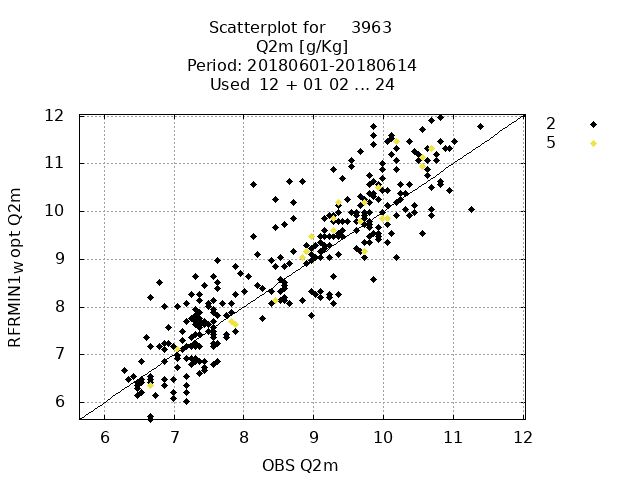 Scatterplot for 3963
Q2m [g/Kg]
Period: 20180601-20180614
Used 12 + 01 02 ... 24
2
5
12
11
10
9
8
7
6
RFRMIN1_W opt Q2m
6 7 8 9 10 11 12
OBS Q2m